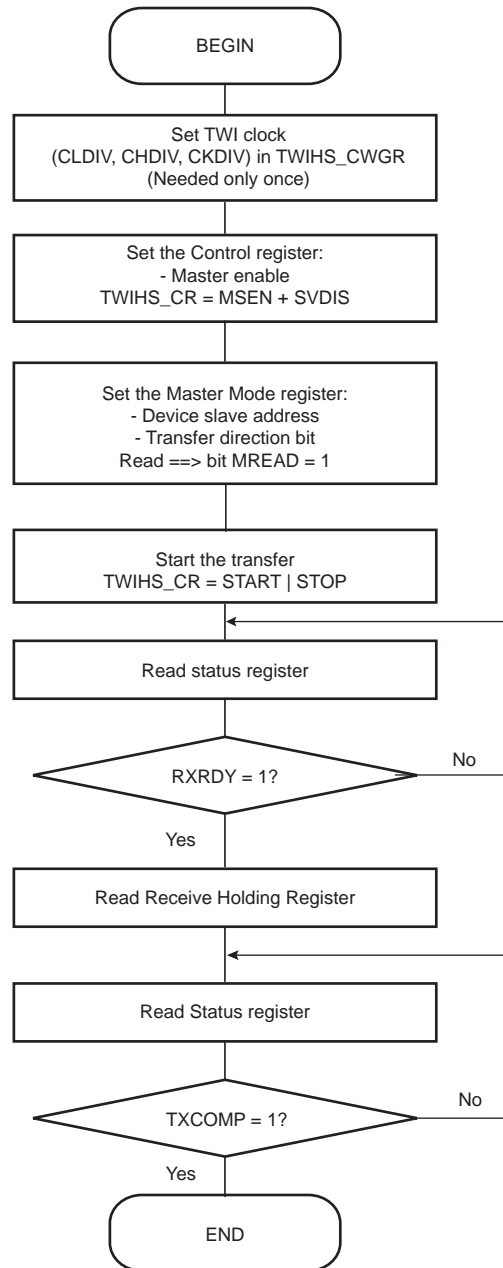 BEGIN
Set TWI clock
(CLDIV, CHDIV, CKDIV) in TWIHS_CWGR
(Needed only once)
Set the Control register:
- Master enable
TWIHS_CR = MSEN + SVDIS
Set the Master Mode register:
- Device slave address
- Transfer direction bit
Read ==> bit MREAD = 1
Start the transfer
TWIHS_CR = START | STOP
Read status register
RXRDY = 1?
No
Yes
Read Receive Holding Register
Read Status register
TXCOMP = 1?
No
Yes
END